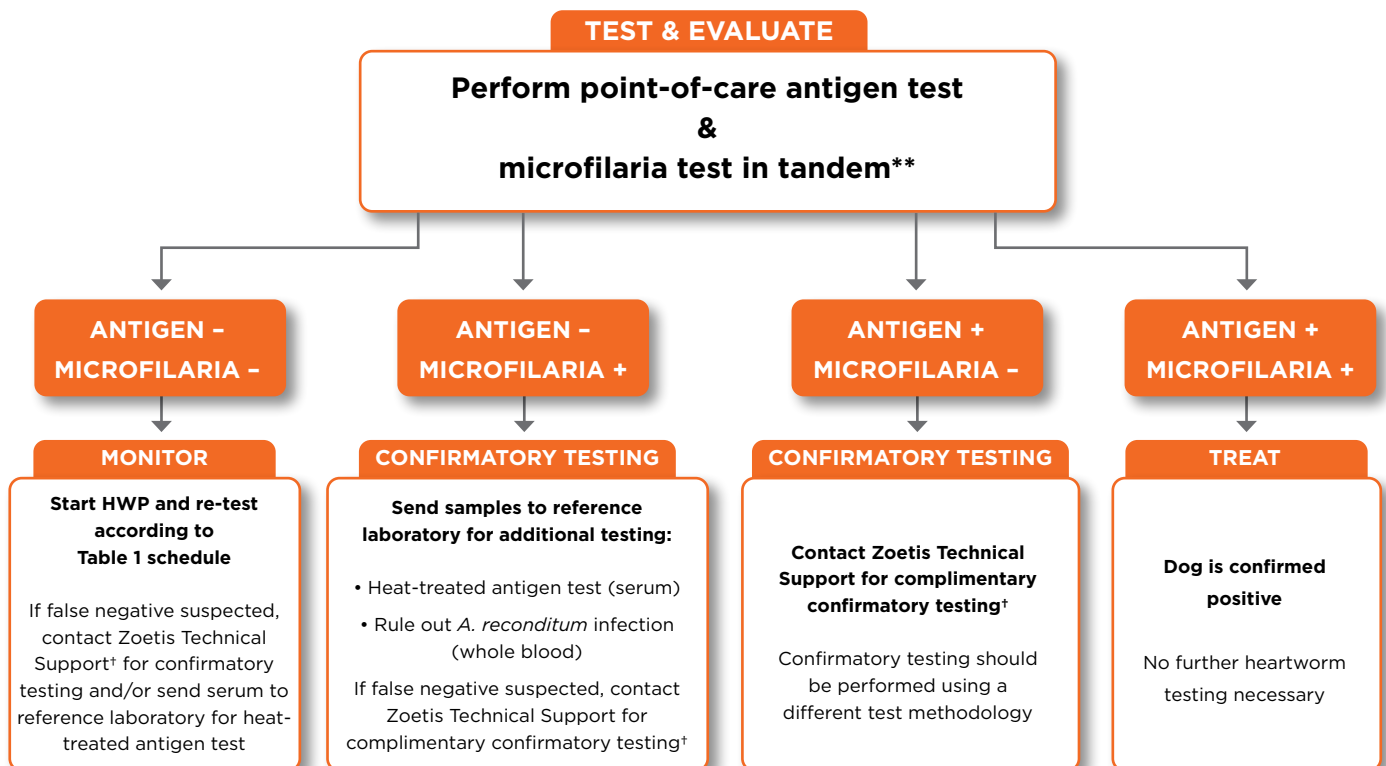 TEST & EVALUATE
Perform point-of-care antigen test
&
microfilaria test in tandem**
ANTIGEN –
MICROFILARIA –
ANTIGEN –
MICROFILARIA +
ANTIGEN +
MICROFILARIA –
ANTIGEN +
MICROFILARIA +
MONITOR
Start HWP and re-test
according to
Table 1 schedule
If false negative suspected,
contact Zoetis Technical
Support† for confirmatory
testing and/or send serum to
reference laboratory for heat-
treated antigen test
CONFIRMATORY TESTING
Send samples to reference
laboratory for additional testing:
• Heat-treated antigen test (serum)
• Rule out A. reconditum infection
(whole blood)
If false negative suspected, contact
Zoetis Technical Support for
complimentary confirmatory testing†
CONFIRMATORY TESTING
Contact Zoetis Technical
Support for complimentary
confirmatory testing†
Confirmatory testing should
be performed using a
different test methodology
TREAT
Dog is confirmed
positive
No further heartworm
testing necessary